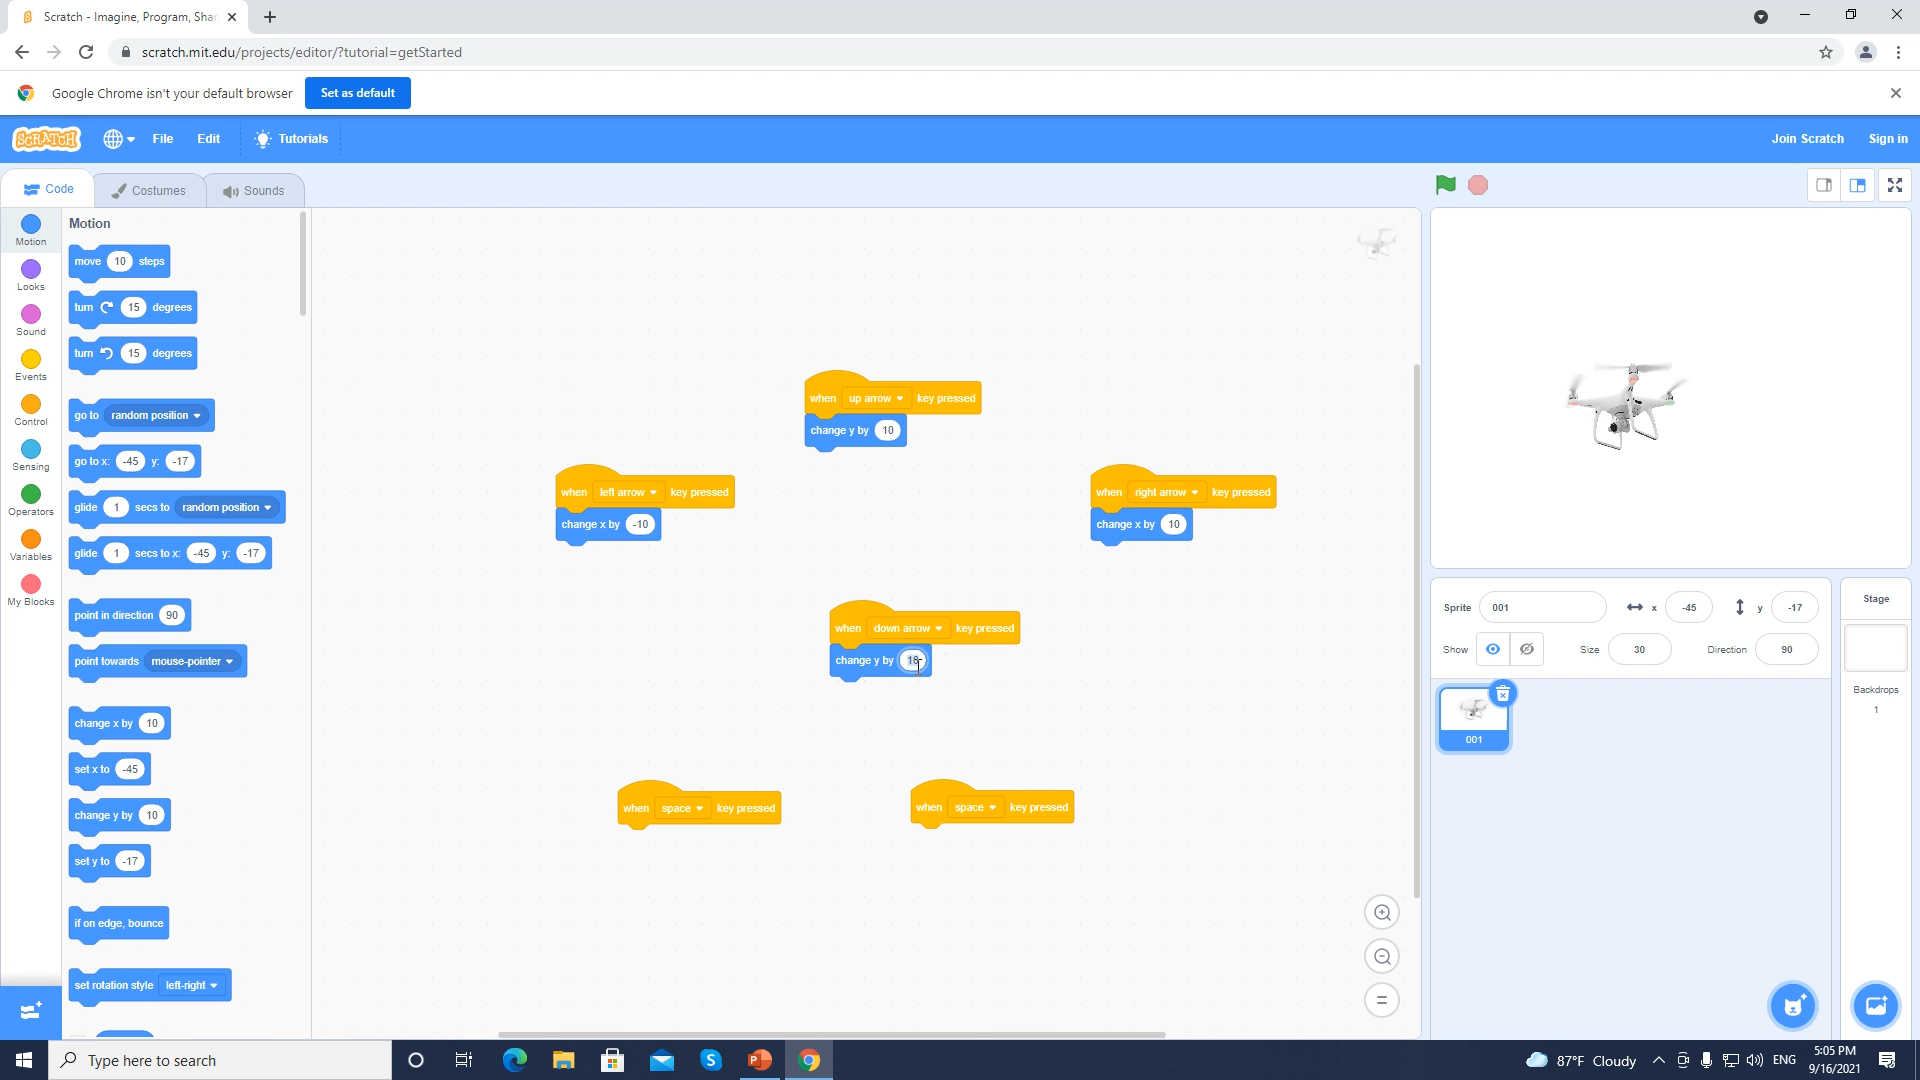 Scratch - Imagine, Program, Shar
scratch.mit.edu/projects/editor/?tutorial=getStarted
Google Chrome isn't your default browser
Set as default
SCRATCH
File
Edit
Tutorials
Join Scratch
Sign in
Code
Costumes
Sounds
Motion
Looks
Sound
Events
Control
Sensing
Operators
Variables
My Blocks
Motion
move 10 steps
turn 15 degrees
turn 15 degrees
go to random position
go to x: -45 y: -17
glide 1 secs to random position
glide 1 secs to x: -45 y: -17
point in direction 90
point towards mouse-pointer
change x by 10
set x to -45
change y by 10
set y to -17
if on edge, bounce
set rotation style left-right
when up arrow key pressed
change y by 10
when left arrow key pressed
change x by -10
when right arrow key pressed
change x by 10
when down arrow key pressed
change y by 10
when space key pressed
when space key pressed
Sprite 001 x -45 y -17
Show Size 30 Direction 90
001
Stage
Backdrops
1
Type here to search
87°F Cloudy
ENG
5:05 PM
9/16/2021